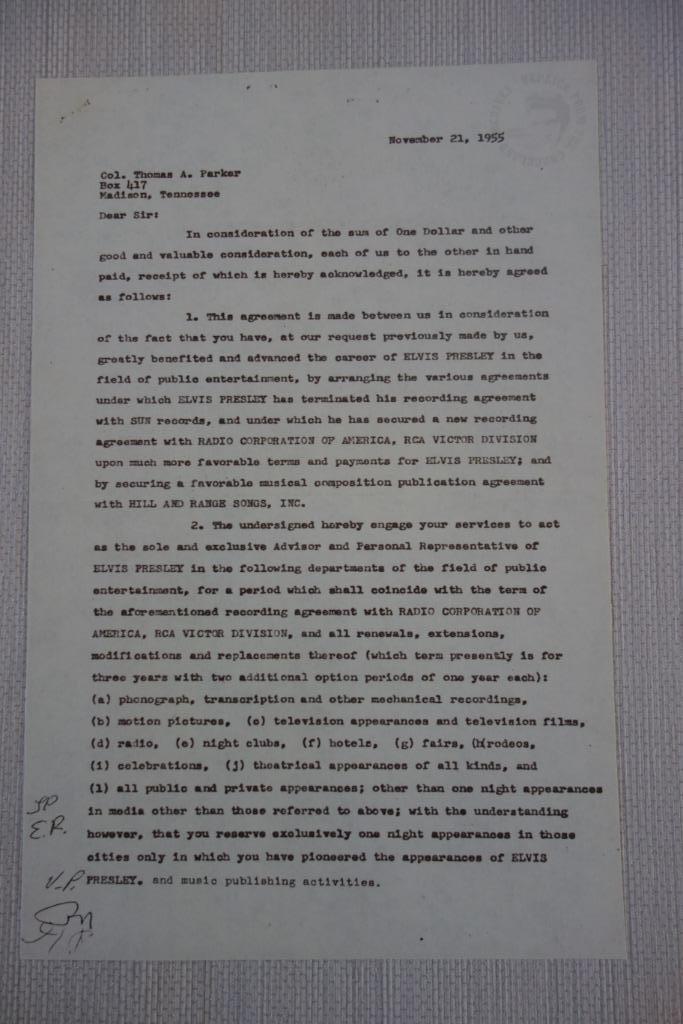 November 21, 1955
Col. Thomas A. Parker
Box 417
Madison, Tennessee
Dear Sir:
In consideration of the sum of One Dollar and other
good and valuable consideration, each of us to the other in hand
paid, receipt of which is hereby acknowledged, it is hereby agreed
as follows:
1. This agreement is made between us in consideration
of the fact that you have, at our request previously made by us,
greatly benefited and advanced the career of ELVIS PRESLEY in the
field of public entertainment, by arranging the various agreements
under which ELVIS PRESLEY has terminated his recording agreement
with SUN records, and under which he has secured a new recording
agreement with RADIO CORPORATION OF AMERICA, RCA VICTOR DIVISION
upon much more favorable terms and payments for ELVIS PRESLEY; and
by securing a favorable musical composition publication agreement
with HILL AND RANGE SONGS, INC.
2. The undersigned hereby engage your services to act
as the sole and exclusive Advisor and Personal Representative of
ELVIS PRESLEY in the following departments of the field of public
entertainment, for a period which shall coincide with the term of
the aforementioned recording agreement with RADIO CORPORATION OF
AMERICA, RCA VICTOR DIVISION, and all renewals, extensions,
modifications and replacements thereof (which term presently is for
three years with two additional option periods of one year each):
(a) phonograph, transcription and other mechanical recordings,
(b) motion pictures, (c) television appearances and television films,
(d) radio, (e) night clubs, (f) hotels, (g) fairs, (h)rodeos,
(i) celebrations, (j) theatrical appearances of all kinds, and
(l) all public and private appearances; other than one night appearances
in media other than those referred to above; with the understanding
however, that you reserve exclusively one night appearances in those
cities only in which you have pioneered the appearances of ELVIS
PRESLEY. and music publishing activities.
E.P.
V.P.